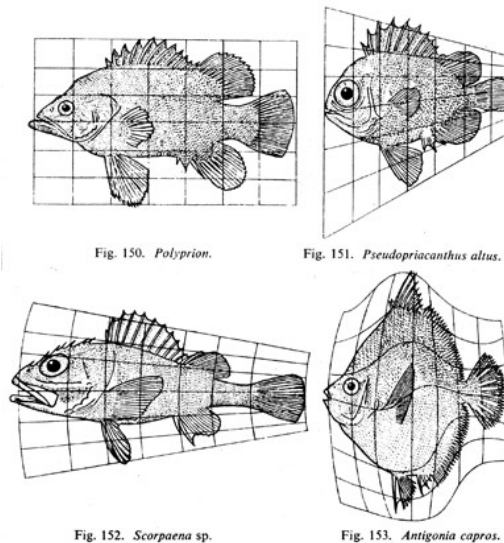 Fig. 150. Polyprion.
Fig. 151. Pseudopriacanthus altus.
Fig. 152. Scorpaena sp.
Fig. 153. Antigonia capros.